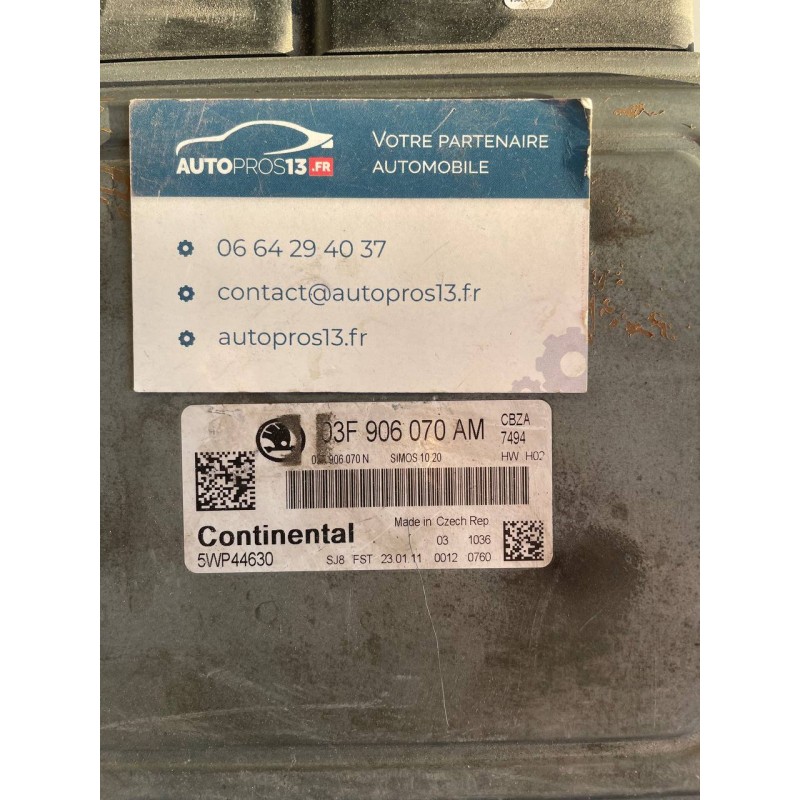 AUTOPROS13.FR
VOTRE PARTENAIRE
AUTOMOBILE
06 64 29 40 37
contact@autopros13.fr
autopros13.fr
03F 906 070 AM
CBZA
7494
906 070 N SIMOS 10 20 HW H02
Made in Czech Rep
Continental
03 1036
5WP44630
SJ8 FST 23.01.11 0012 0760